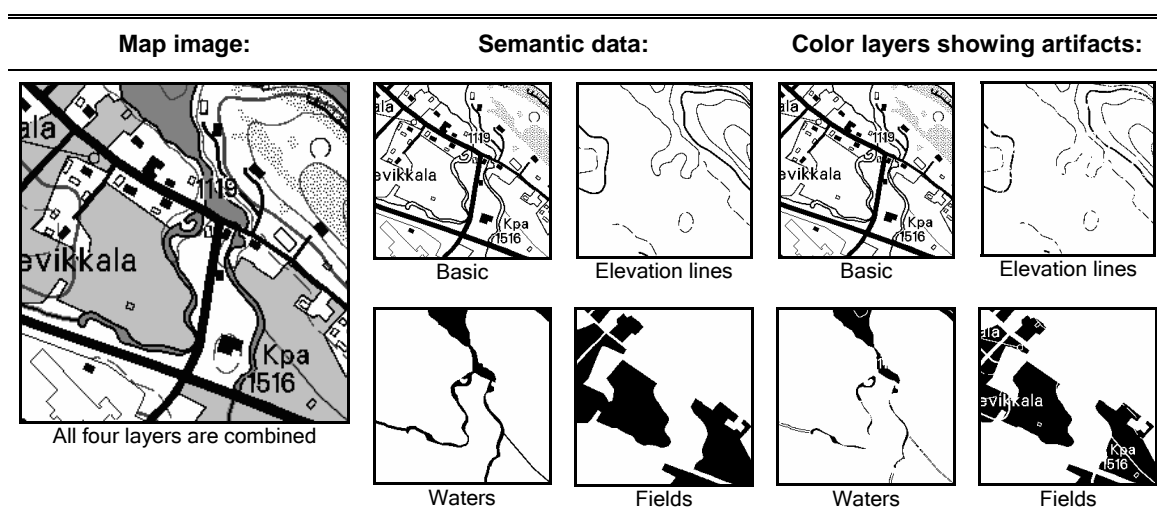 Map image: Semantic data: Color layers showing artifacts:
ala
1119
evikkala
Kpa
1516
All four layers are combined
ala
1119
evikkala
Kpa
1516
Basic
Elevation lines
ala
1119
evikkala
Kpa
1516
Basic
Elevation lines
Waters
Fields
Waters
ala
evikkala
Kpa
1516
Fields